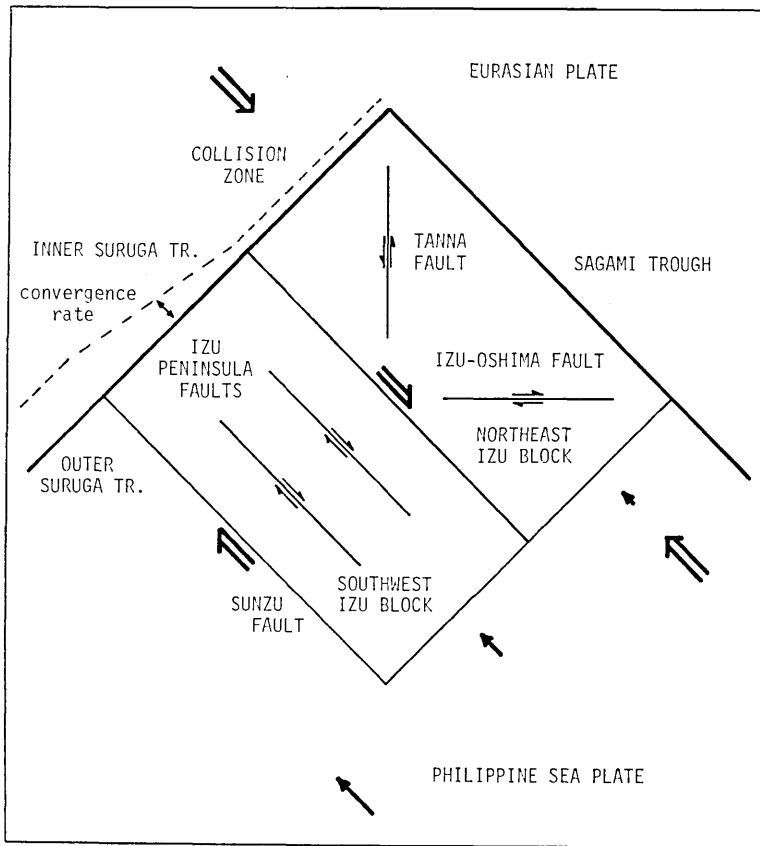 EURASIAN PLATE
COLLISION
ZONE
INNER SURUGA TR.
TANNA
FAULT
SAGAMI TROUGH
convergence
rate
IZU
PENINSULA
FAULTS
IZU-OSHIMA FAULT
NORTHEAST
IZU BLOCK
OUTER
SURUGA TR.
SOUTHWEST
IZU BLOCK
SUNZU
FAULT
PHILIPPINE SEA PLATE